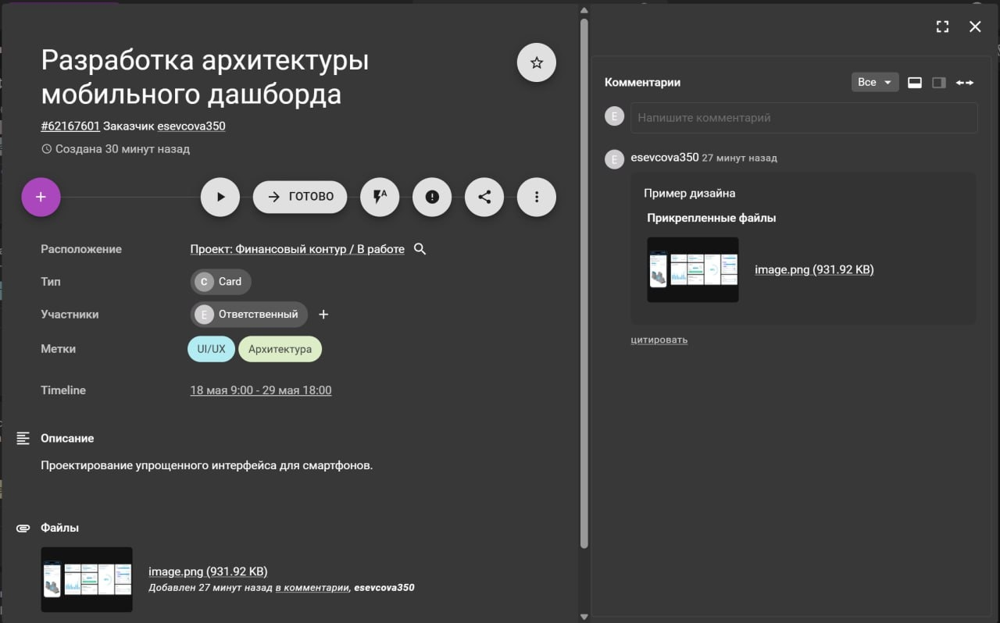 Разработка архитектуры
мобильного дашборда
#62167601 Заказчик esevcova350
Создана 30 минут назад
+
ГОТОВО
A
Расположение
Проект: Финансовый контур / В работе
Тип
C Card
Участники
E Ответственный +
Метки
UI/UX Архитектура
Timeline
18 мая 9:00 - 29 мая 18:00
Описание
Проектирование упрощенного интерфейса для смартфонов.
Файлы
image.png (931.92 KB)
Добавлен 27 минут назад в комментарии, esevcova350
Комментарии
Все
E
Напишите комментарий
E
esevcova350 27 минут назад
Пример дизайна
Прикрепленные файлы
image.png (931.92 KB)
цитировать